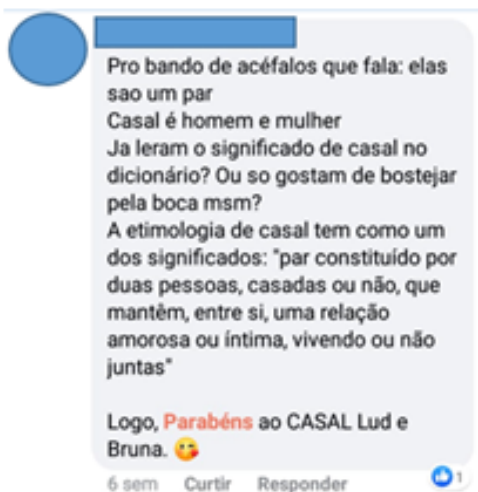 Pro bando de acéfalos que fala: elas
sao um par
Casal é homem e mulher
Ja leram o significado de casal no
dicionário? Ou so gostam de bostejar
pela boca msm?
A etimologia de casal tem como um
dos significados: "par constituído por
duas pessoas, casadas ou não, que
mantêm, entre si, uma relação
amorosa ou íntima, vivendo ou não
juntas"
Logo, Parabéns ao CASAL Lud e
Bruna. 😋
6 sem Curtir Responder 1